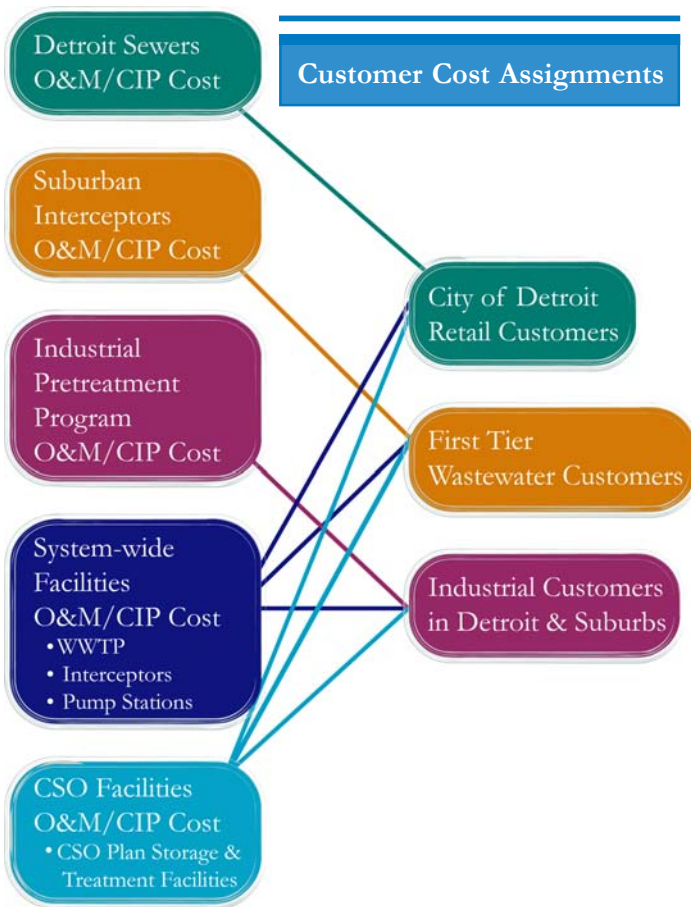 Customer Cost Assignments
Detroit Sewers
O&M/CIP Cost
Suburban
Interceptors
O&M/CIP Cost
Industrial
Pretreatment
Program
O&M/CIP Cost
System-wide
Facilities
O&M/CIP Cost
• WWTP
• Interceptors
• Pump Stations
CSO Facilities
O&M/CIP Cost
• CSO Plan Storage &
Treatment Facilities
City of Detroit
Retail Customers
First Tier
Wastewater Customers
Industrial Customers
in Detroit & Suburbs